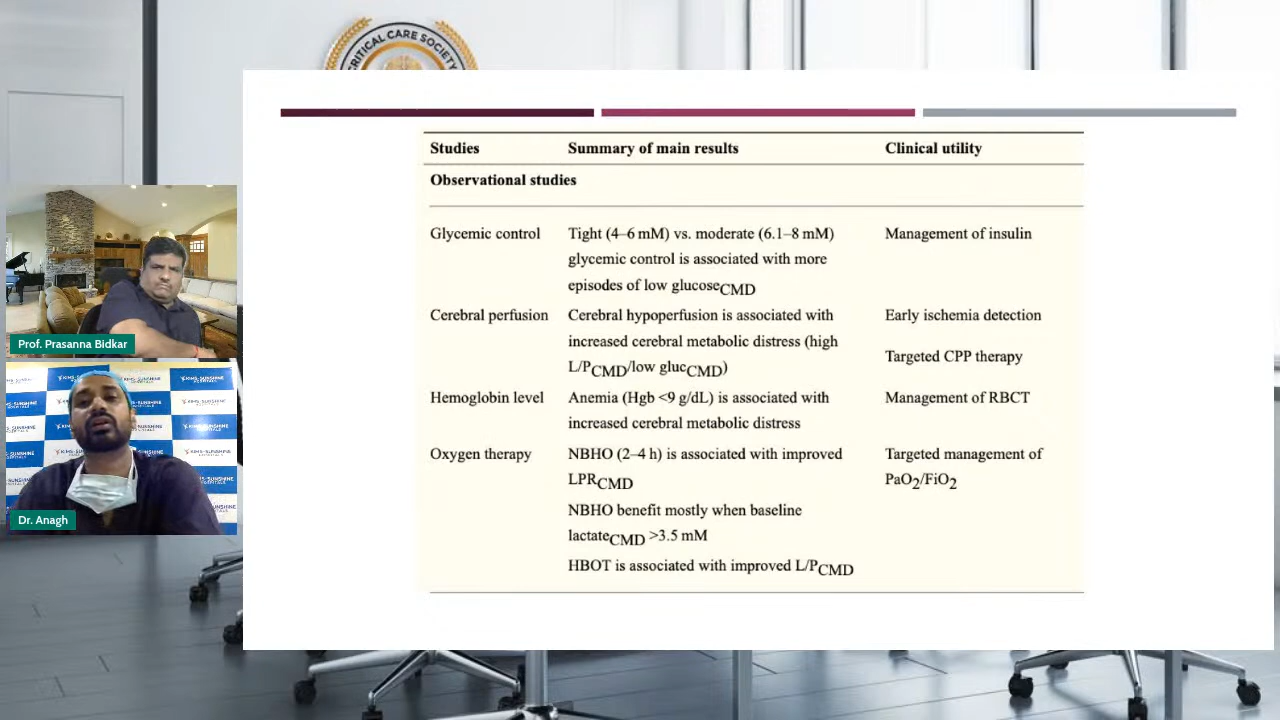 CRITICAL CARE SOCIETY
Studies Summary of main results Clinical utility
Observational studies
Glycemic control Tight (4–6 mM) vs. moderate (6.1–8 mM) Management of insulin
glycemic control is associated with more
episodes of low glucoseCMD
Cerebral perfusion Cerebral hypoperfusion is associated with Early ischemia detection
increased cerebral metabolic distress (high
Targeted CPP therapy
L/PCMD/low glucCMD)
Hemoglobin level Anemia (Hgb <9 g/dL) is associated with Management of RBCT
increased cerebral metabolic distress
Oxygen therapy NBHO (2–4 h) is associated with improved Targeted management of
LPRCMD PaO2/FiO2
NBHO benefit mostly when baseline
lactateCMD >3.5 mM
HBOT is associated with improved L/PCMD
Prof. Prasanna Bidkar
KIMS-SUNSHINE
HOSPITALS
Dr. Anagh